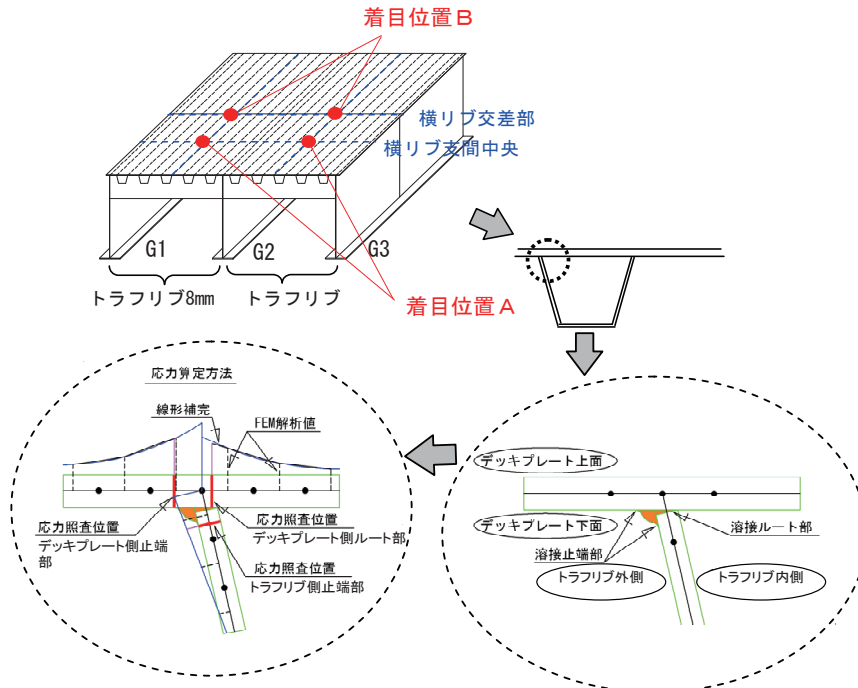 着目位置B
横リブ交差部
横リブ支間中央
G1
G2
G3
トラフリブ8mm
トラフリブ
着目位置A
応力算定方法
線形補完
FEM解析値
応力照査位置
デッキプレート側止端
部
応力照査位置
デッキプレート側ルート部
応力照査位置
トラフリブ側止端部
デッキプレート上面
デッキプレート下面
溶接ルート部
溶接止端部
トラフリブ外側
トラフリブ内側